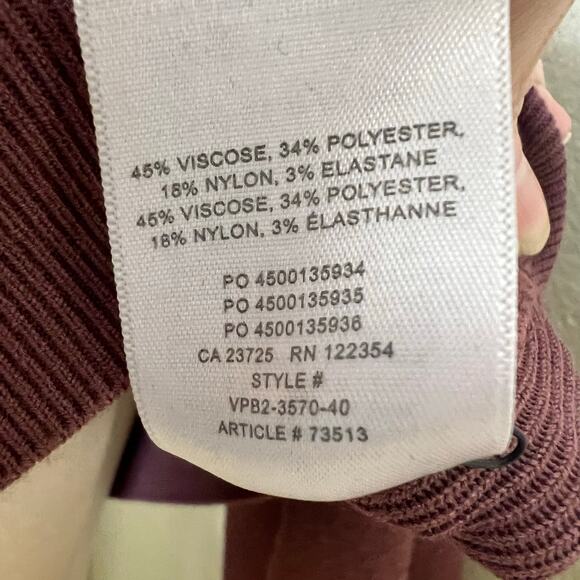 45% VISCOSE, 34% POLYESTER,
18% NYLON, 3% ELASTANE
45% VISCOSE, 34% POLYESTER,
18% NYLON, 3% ÉLASTHANNE
PO 4500135934
PO 4500135935
PO 4500135936
CA 23725 RN 122354
STYLE #
VPB2-3570-40
ARTICLE # 73513